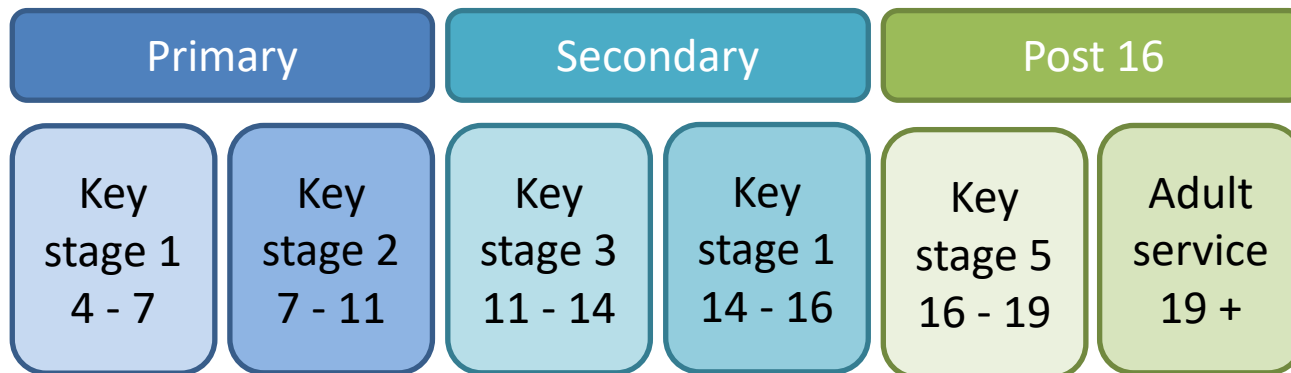 Primary
Secondary
Post 16
Key
stage 1
4 - 7
Key
stage 2
7 - 11
Key
stage 3
11 - 14
Key
stage 1
14 - 16
Key
stage 5
16 - 19
Adult
service
19 +